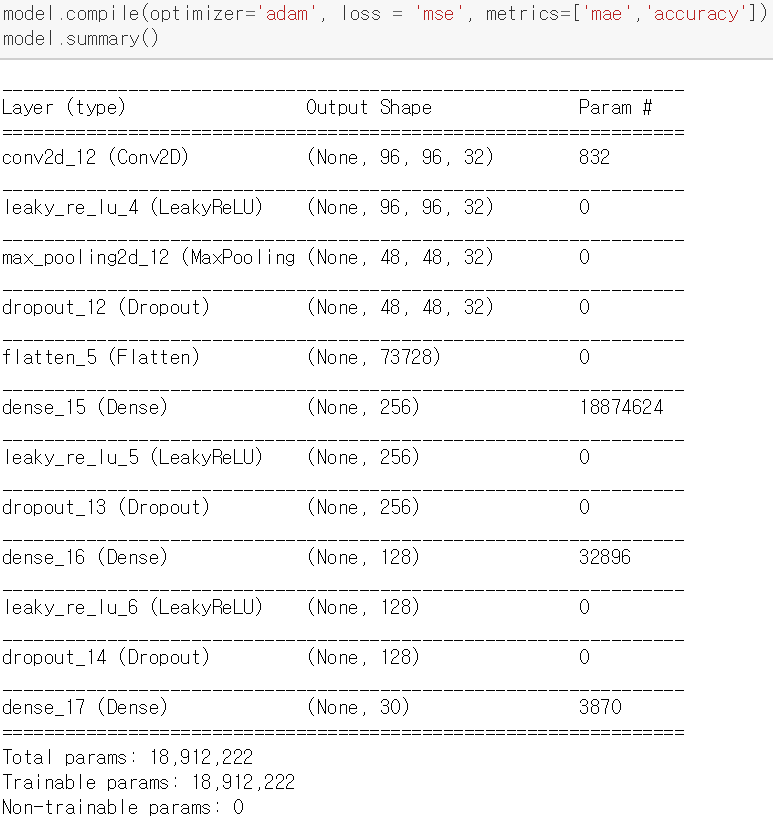 model.compile(optimizer='adam', loss = 'mse', metrics=['mae','accuracy'])
model.summary()
_________________________________________________________________
Layer (type)                 Output Shape              Param #
=================================================================
conv2d_12 (Conv2D)           (None, 96, 96, 32)        832
_________________________________________________________________
leaky_re_lu_4 (LeakyReLU)    (None, 96, 96, 32)        0
_________________________________________________________________
max_pooling2d_12 (MaxPooling (None, 48, 48, 32)        0
_________________________________________________________________
dropout_12 (Dropout)         (None, 48, 48, 32)        0
_________________________________________________________________
flatten_5 (Flatten)          (None, 73728)             0
_________________________________________________________________
dense_15 (Dense)             (None, 256)               18874624
_________________________________________________________________
leaky_re_lu_5 (LeakyReLU)    (None, 256)               0
_________________________________________________________________
dropout_13 (Dropout)         (None, 256)               0
_________________________________________________________________
dense_16 (Dense)             (None, 128)               32896
_________________________________________________________________
leaky_re_lu_6 (LeakyReLU)    (None, 128)               0
_________________________________________________________________
dropout_14 (Dropout)         (None, 128)               0
_________________________________________________________________
dense_17 (Dense)             (None, 30)                3870
=================================================================
Total params: 18,912,222
Trainable params: 18,912,222
Non-trainable params: 0